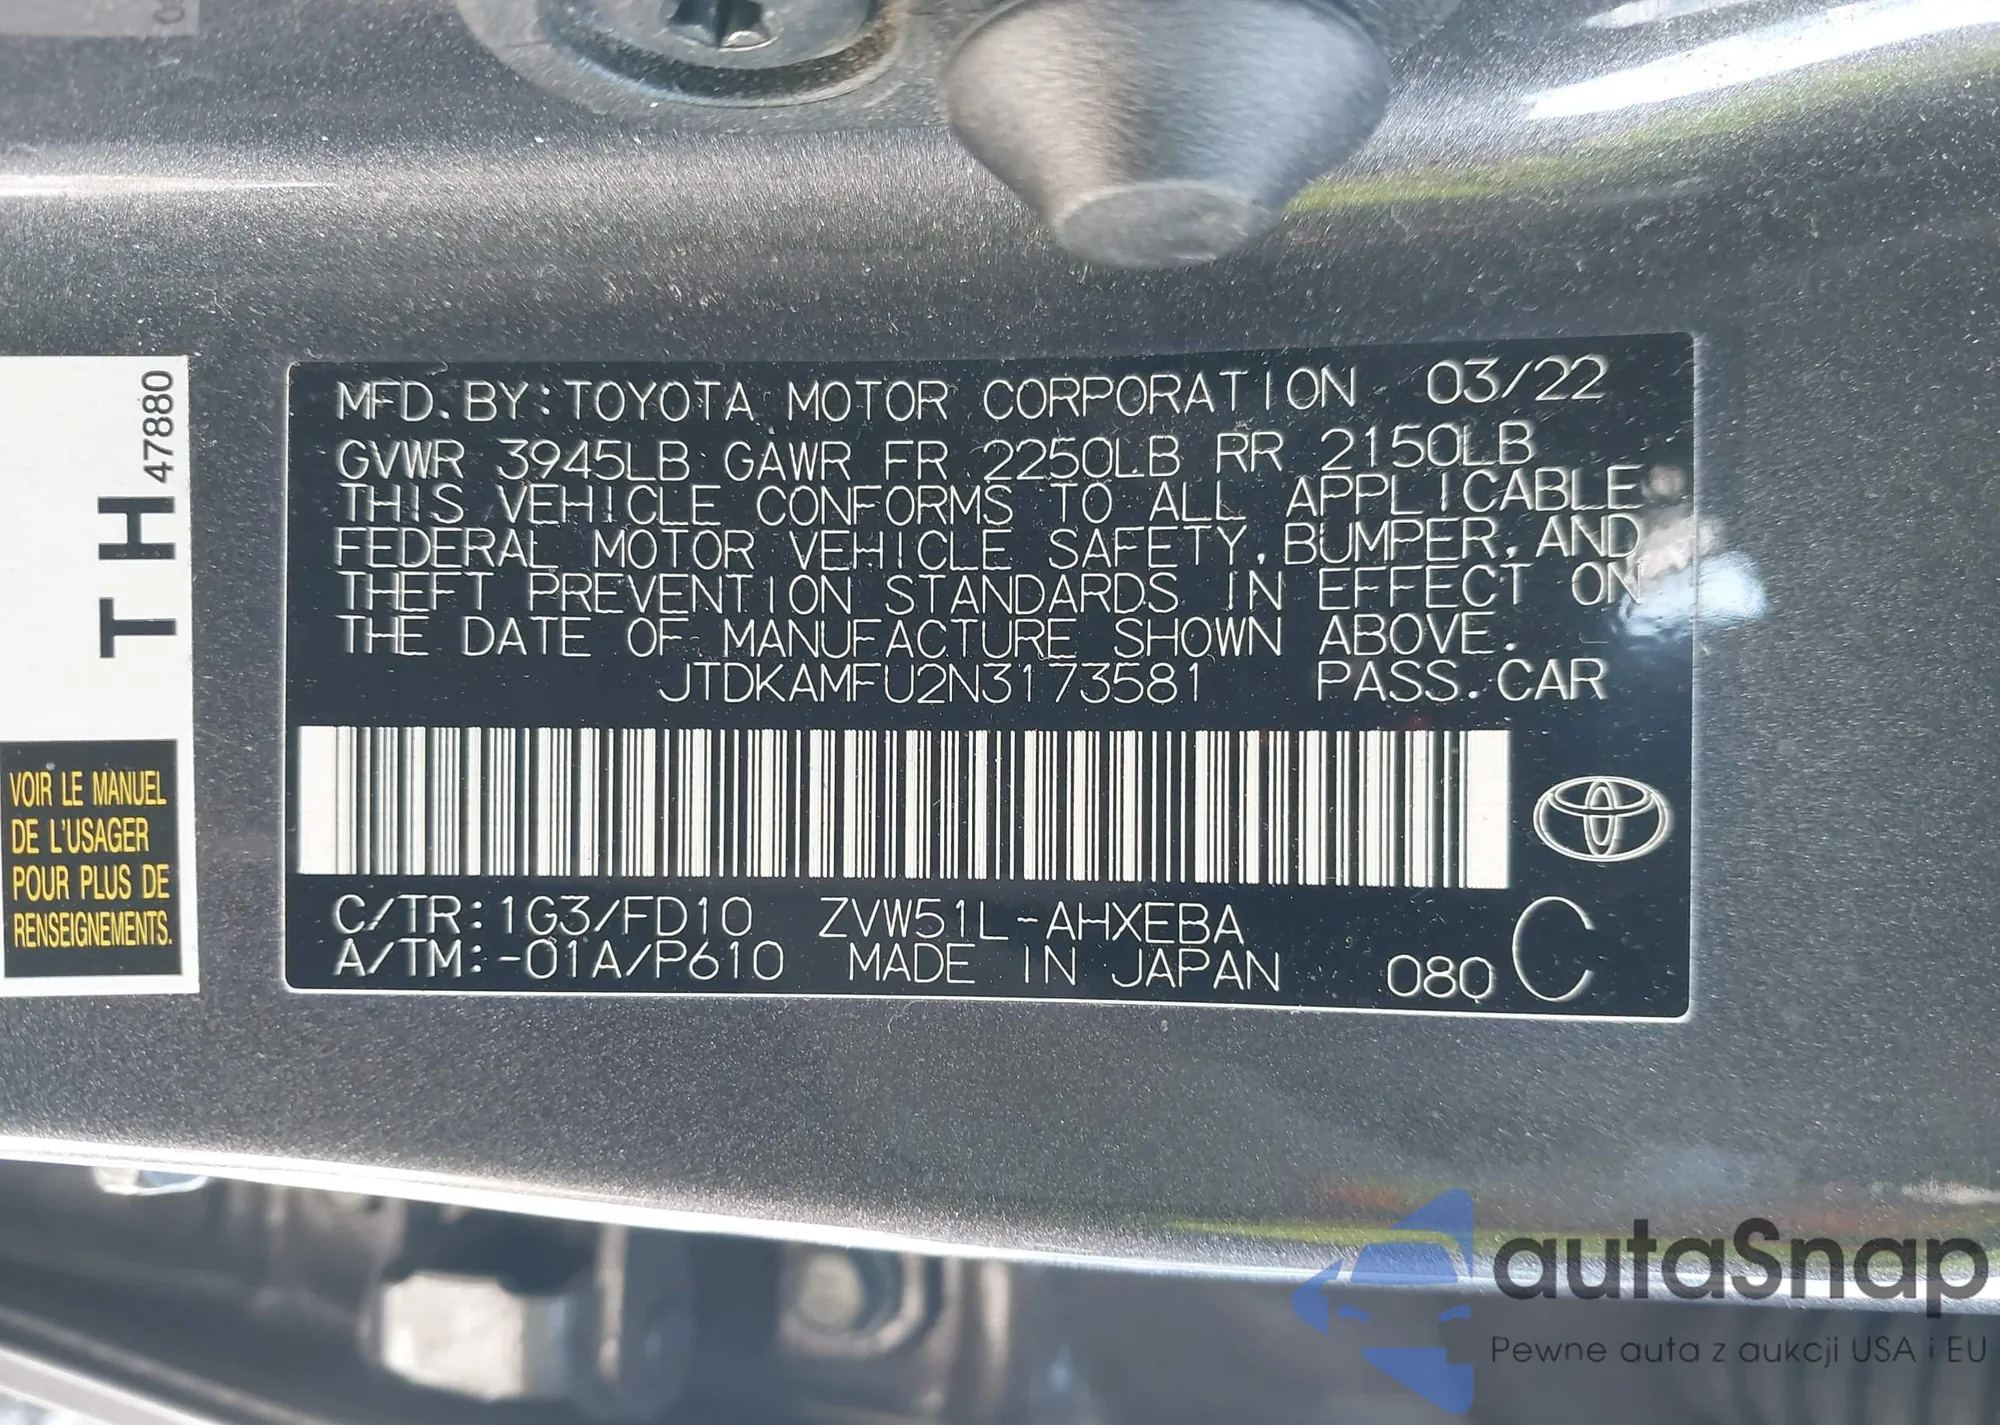 MFD. BY: TOYOTA MOTOR CORPORATION 03/22
GVWR 3945LB GAWR FR 2250LB RR 2150LB
THIS VEHICLE CONFORMS TO ALL APPLICABLE
FEDERAL MOTOR VEHICLE SAFETY, BUMPER, AND
THEFT PREVENTION STANDARDS IN EFFECT ON
THE DATE OF MANUFACTURE SHOWN ABOVE.
JTDKAMFU2N3173581 PASS. CAR
C/TR: 1G3/FD10 ZVW51L-AHXEBA
A/TM: -01A/P610 MADE IN JAPAN 080 C
TH 47880
VOIR LE MANUEL
DE L'USAGER
POUR PLUS DE
RENSEIGNEMENTS.
autaSnap
Pewne auta z aukcji USA i EU